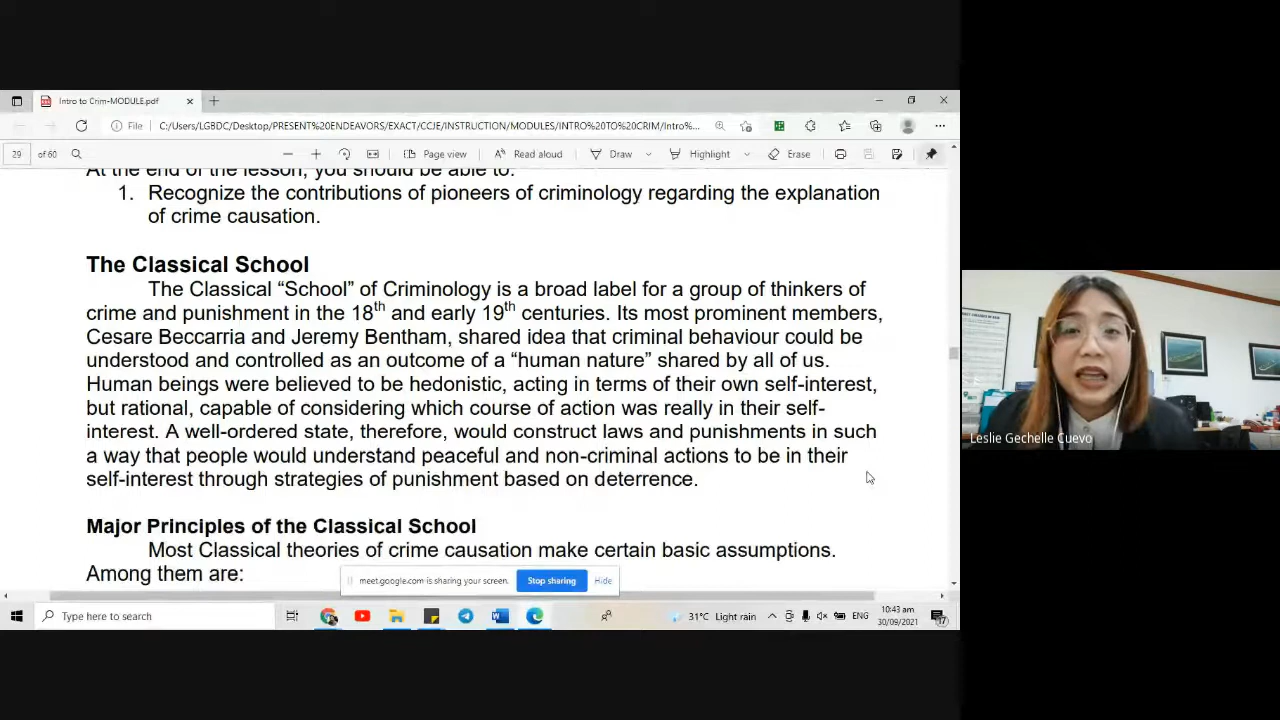 Intro to Crim-MODULE.pdf
File C:/Users/LGBDC/Desktop/PRESENT%20ENDEAVORS/EXACT/CCJE/INSTRUCTION/MODULES/INTRO%20TO%20CRIM/Intro%...
29 of 60 Page view Read aloud Draw Highlight Erase
At the end of the lesson, you should be able to:
1. Recognize the contributions of pioneers of criminology regarding the explanation
of crime causation.
The Classical School
The Classical “School” of Criminology is a broad label for a group of thinkers of
crime and punishment in the 18th and early 19th centuries. Its most prominent members,
Cesare Beccarria and Jeremy Bentham, shared idea that criminal behaviour could be
understood and controlled as an outcome of a “human nature” shared by all of us.
Human beings were believed to be hedonistic, acting in terms of their own self-interest,
but rational, capable of considering which course of action was really in their self-
interest. A well-ordered state, therefore, would construct laws and punishments in such
a way that people would understand peaceful and non-criminal actions to be in their
self-interest through strategies of punishment based on deterrence.
Major Principles of the Classical School
Most Classical theories of crime causation make certain basic assumptions.
Among them are:
meet.google.com is sharing your screen. Stop sharing Hide
Type here to search
31°C Light rain ENG
10:43 am
30/09/2021
Leslie Gechelle Cuevo